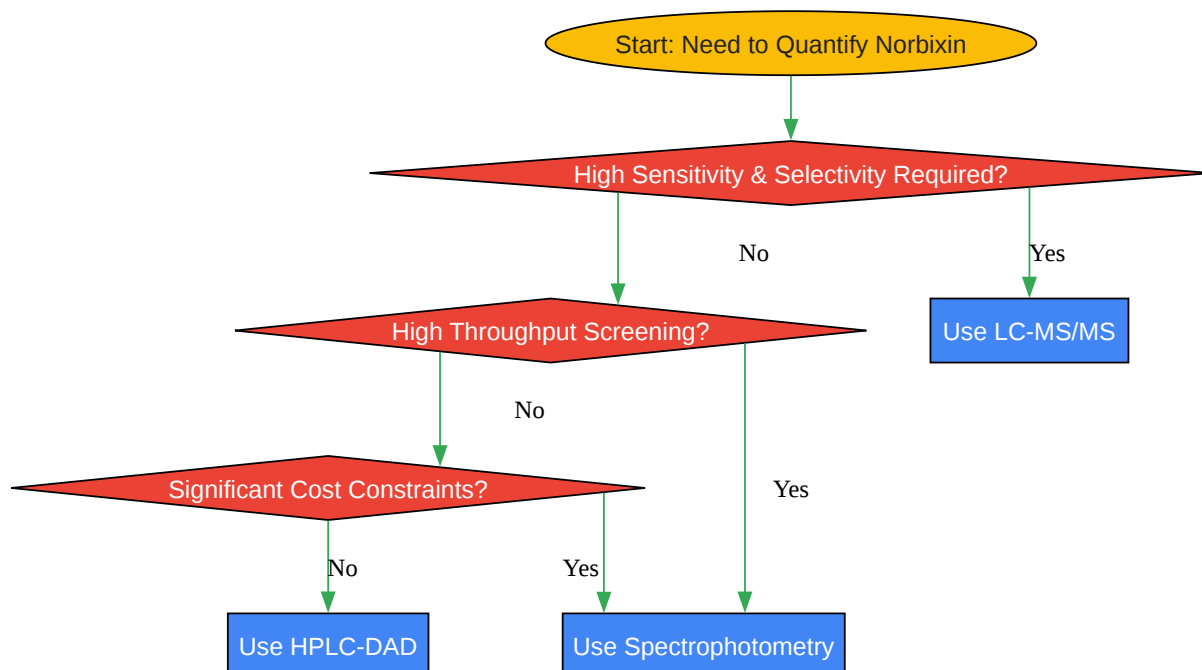 Start: Need to Quantify Norbixin
High Sensitivity & Selectivity Required?
No
Yes
High Throughput Screening?
Use LC-MS/MS
No
Significant Cost Constraints?
Yes
No
Yes
Use HPLC-DAD
Use Spectrophotometry